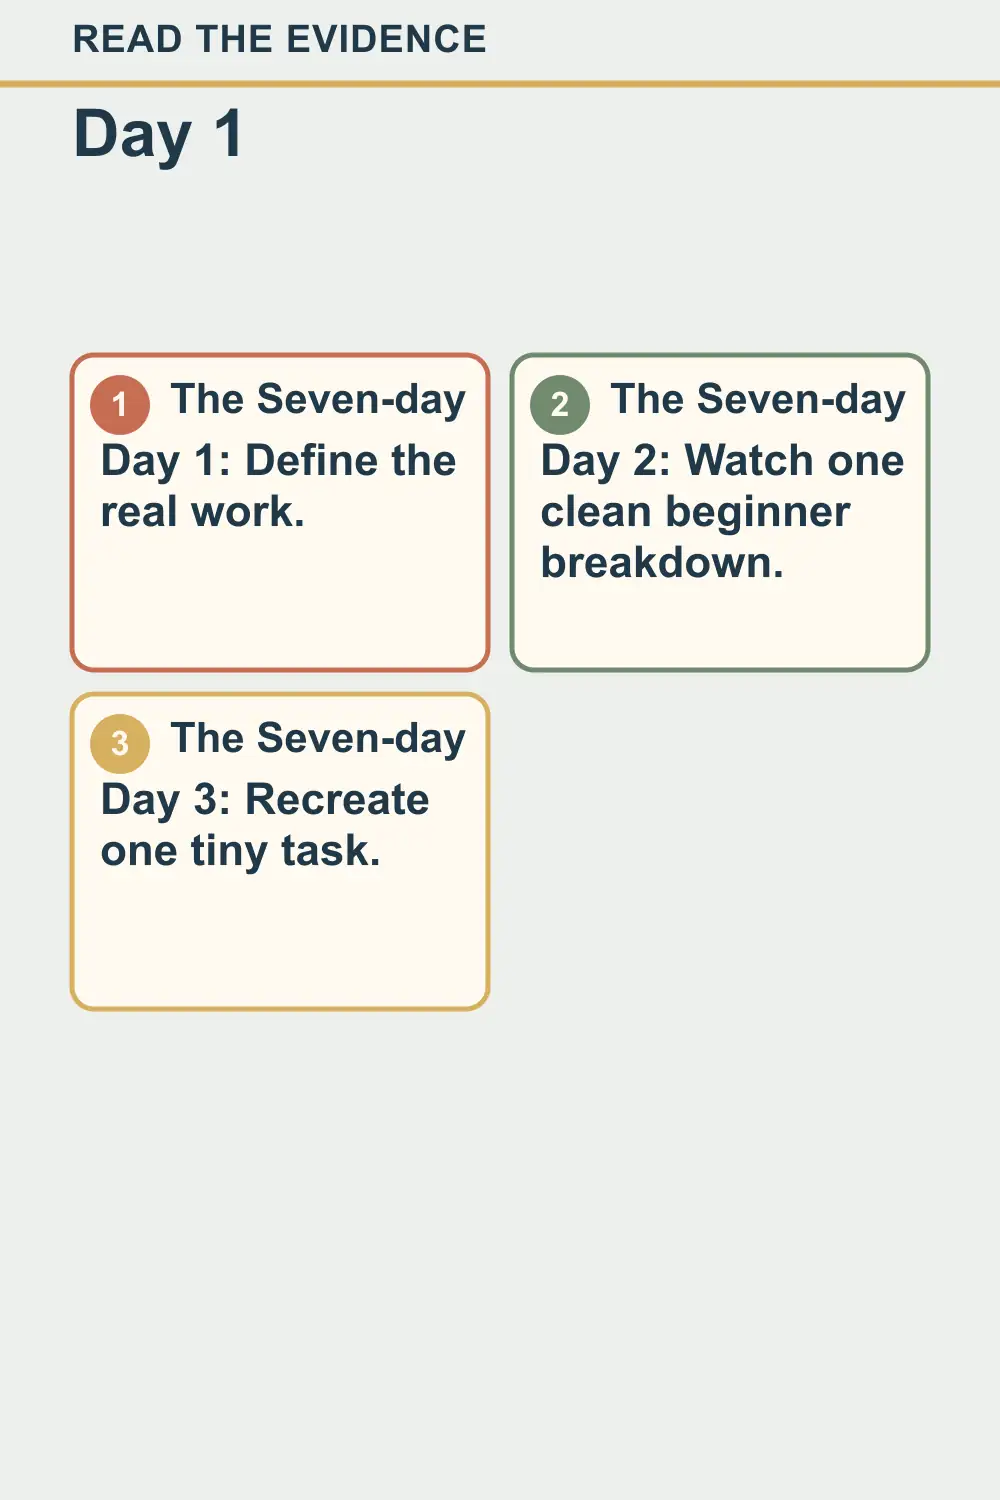 READ THE EVIDENCE
Day 1
1 The Seven-day
Day 1: Define the
real work.
2 The Seven-day
Day 2: Watch one
clean beginner
breakdown.
3 The Seven-day
Day 3: Recreate
one tiny task.